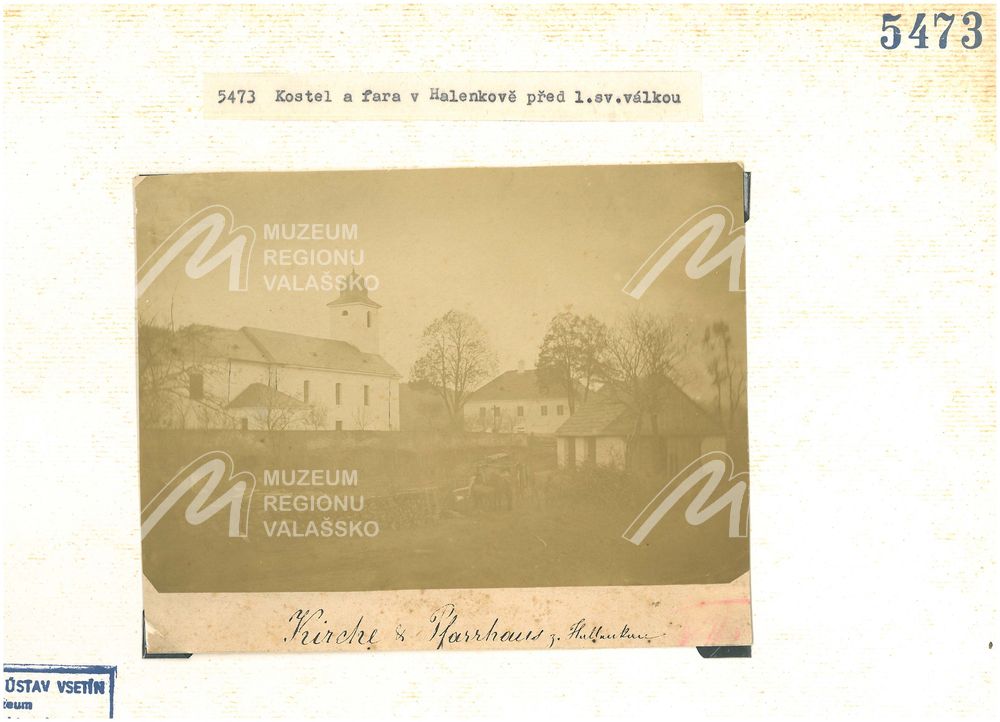 5473
5473 Kostel a fara v Halenkově před 1.sv.válkou
MUZEUM
REGIONU
VALAŠSKO
MUZEUM
REGIONU
VALAŠSKO
Kirche & Pfarrhaus z. Hallenkau
ÚSTAV VSETÍN